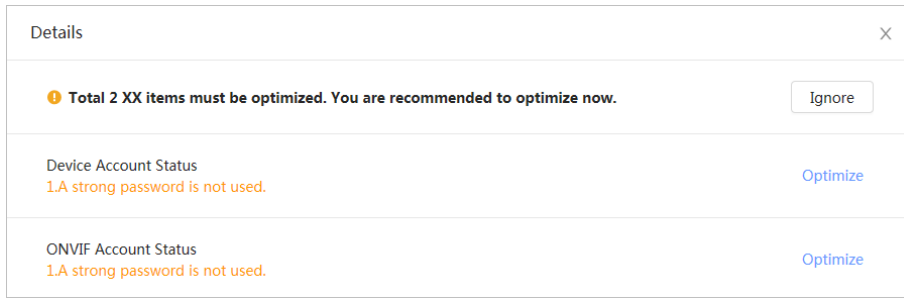 Details
Total 2 XX items must be optimized. You are recommended to optimize now.
Ignore
Device Account Status
1.A strong password is not used.
Optimize
ONVIF Account Status
1.A strong password is not used.
Optimize